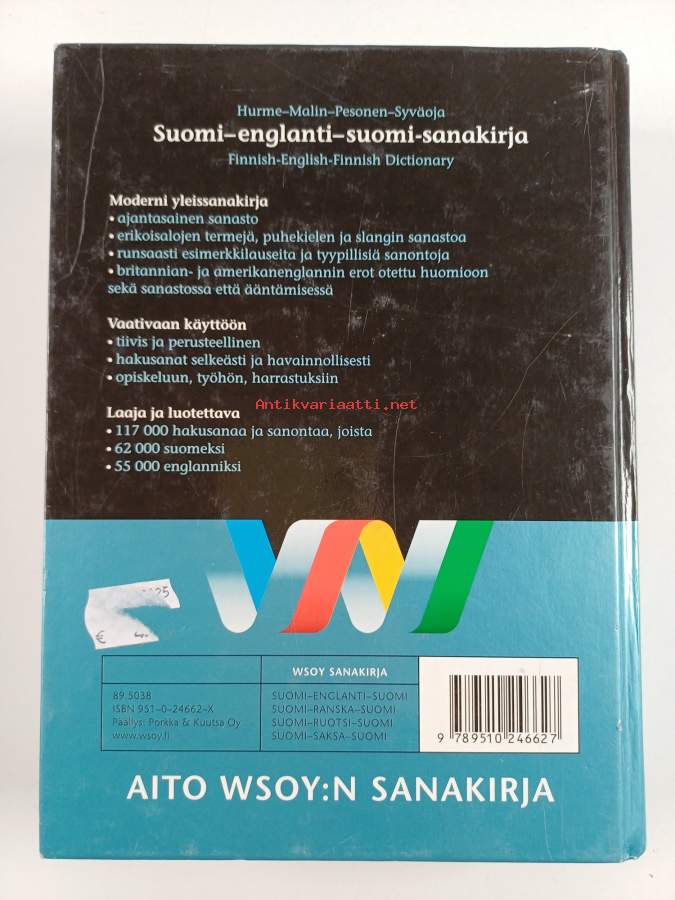 Hurme–Malin–Pesonen–Syväoja
Suomi–englanti–suomi-sanakirja
Finnish-English-Finnish Dictionary
Moderni yleissanakirja
• ajantasainen sanasto
• erikoisalojen termejä, puhekielen ja slangin sanastoa
• runsaasti esimerkkilauseita ja tyypillisiä sanontoja
• britannian- ja amerikanenglannin erot otettu huomioon
sekä sanastossa että ääntämisessä
Vaativaan käyttöön
• tiivis ja perusteellinen
• hakusanat selkeästi ja havainnollisesti
• opiskeluun, työhön, harrastuksiin
Antikvariaatti.net
Laaja ja luotettava
• 117 000 hakusanaa ja sanontaa, joista
• 62 000 suomeksi
• 55 000 englanniksi
€
WSOY SANAKIRJA
89.5038
ISBN 951–0–24662–X
Päällys: Porkka & Kuutsa Oy
www.wsoy.fi
SUOMI–ENGLANTI–SUOMI
SUOMI–RANSKA–SUOMI
SUOMI–RUOTSI–SUOMI
SUOMI–SAKSA–SUOMI
9 789510 246627
AITO WSOY:N SANAKIRJA